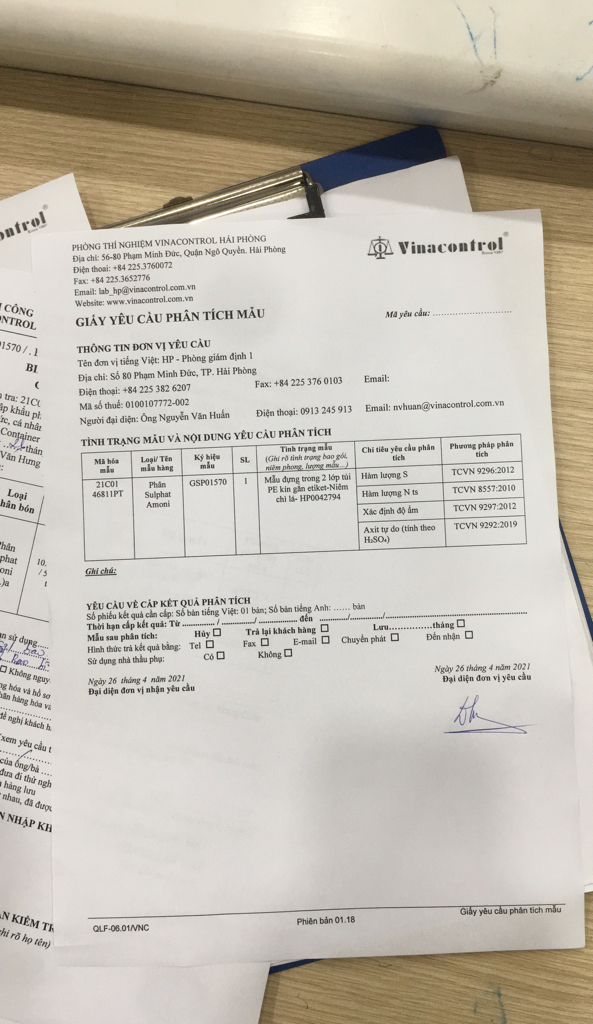 PHÒNG THÍ NGHIỆM VINACONTROL HẢI PHÒNG
Địa chỉ: 56-80 Phạm Minh Đức, Quận Ngô Quyền. Hải Phòng
Điện thoại: +84 225.3760072
Fax: +84 225.3652776
Email: lab_hp@vinacontrol.com.vn
Website: www.vinacontrol.com.vn
Vinacontrol®
GIẤY YÊU CẦU PHÂN TÍCH MẪU
Mã yêu cầu: ............................
THÔNG TIN ĐƠN VỊ YÊU CẦU
Tên đơn vị tiếng Việt: HP - Phòng giám định 1
Địa chỉ: Số 80 Phạm Minh Đức, TP. Hải Phòng
Điện thoại: +84 225 382 6207 Fax: +84 225 376 0103 Email:
Mã số thuế: 0100107772-002
Người đại diện: Ông Nguyễn Văn Huấn Điện thoại: 0913 245 913 Email: nvhuan@vinacontrol.com.vn
TÌNH TRẠNG MẪU VÀ NỘI DUNG YÊU CẦU PHÂN TÍCH
Mã hóa mẫu
Loại/ Tên mẫu hàng
Ký hiệu mẫu
SL
Tình trạng mẫu
(Ghi rõ tình trạng bao gói, niêm phong, lượng mẫu…)
Chỉ tiêu yêu cầu phân tích
Phương pháp phân tích
21C01
46811PT
Phân
Sulphat
Amoni
GSP01570
1
Mẫu đựng trong 2 lớp túi
PE kín gắn etiket-Niêm
chì lá- HP0042794
Hàm lượng S TCVN 9296:2012
Hàm lượng N ts TCVN 8557:2010
Xác định độ ẩm TCVN 9297:2012
Axit tự do (tính theo H₂SO₄) TCVN 9292:2019
Ghi chú:
YÊU CẦU VỀ CẤP KẾT QUẢ PHÂN TÍCH
Số phiếu kết quả cần cấp: Số bản tiếng Việt: 01 bản; Số bản tiếng Anh: ...... bản
Thời hạn cấp kết quả: Từ ............/............/............ đến ............/............/............
Mẫu sau phân tích: Hủy ☐ Trả lại khách hàng ☐ Lưu...............tháng ☐
Hình thức trả kết quả bằng: Tel ☐ Fax ☐ E-mail ☐ Chuyển phát ☐ Đến nhận ☐
Sử dụng nhà thầu phụ: Có ☐ Không ☐
Ngày 26 tháng 4 năm 2021
Đại diện đơn vị nhận yêu cầu
Ngày 26 tháng 4 năm 2021
Đại diện đơn vị yêu cầu
QLF-06.01/VNC
Phiên bản 01.18
Giấy yêu cầu phân tích mẫu